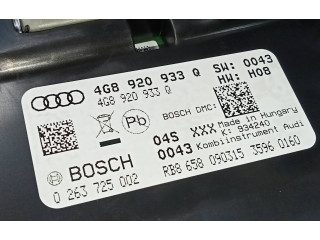 4G8 920 933 Q SW: 0043
4G8 920 933 Q HW: H08
BOSCH DMC:
Pb
04S XXX Made in Hungary
K: 934240
BOSCH 0043 Kombiinstrument Audi
0 263 725 002 RB8 658 090315 3596 0160